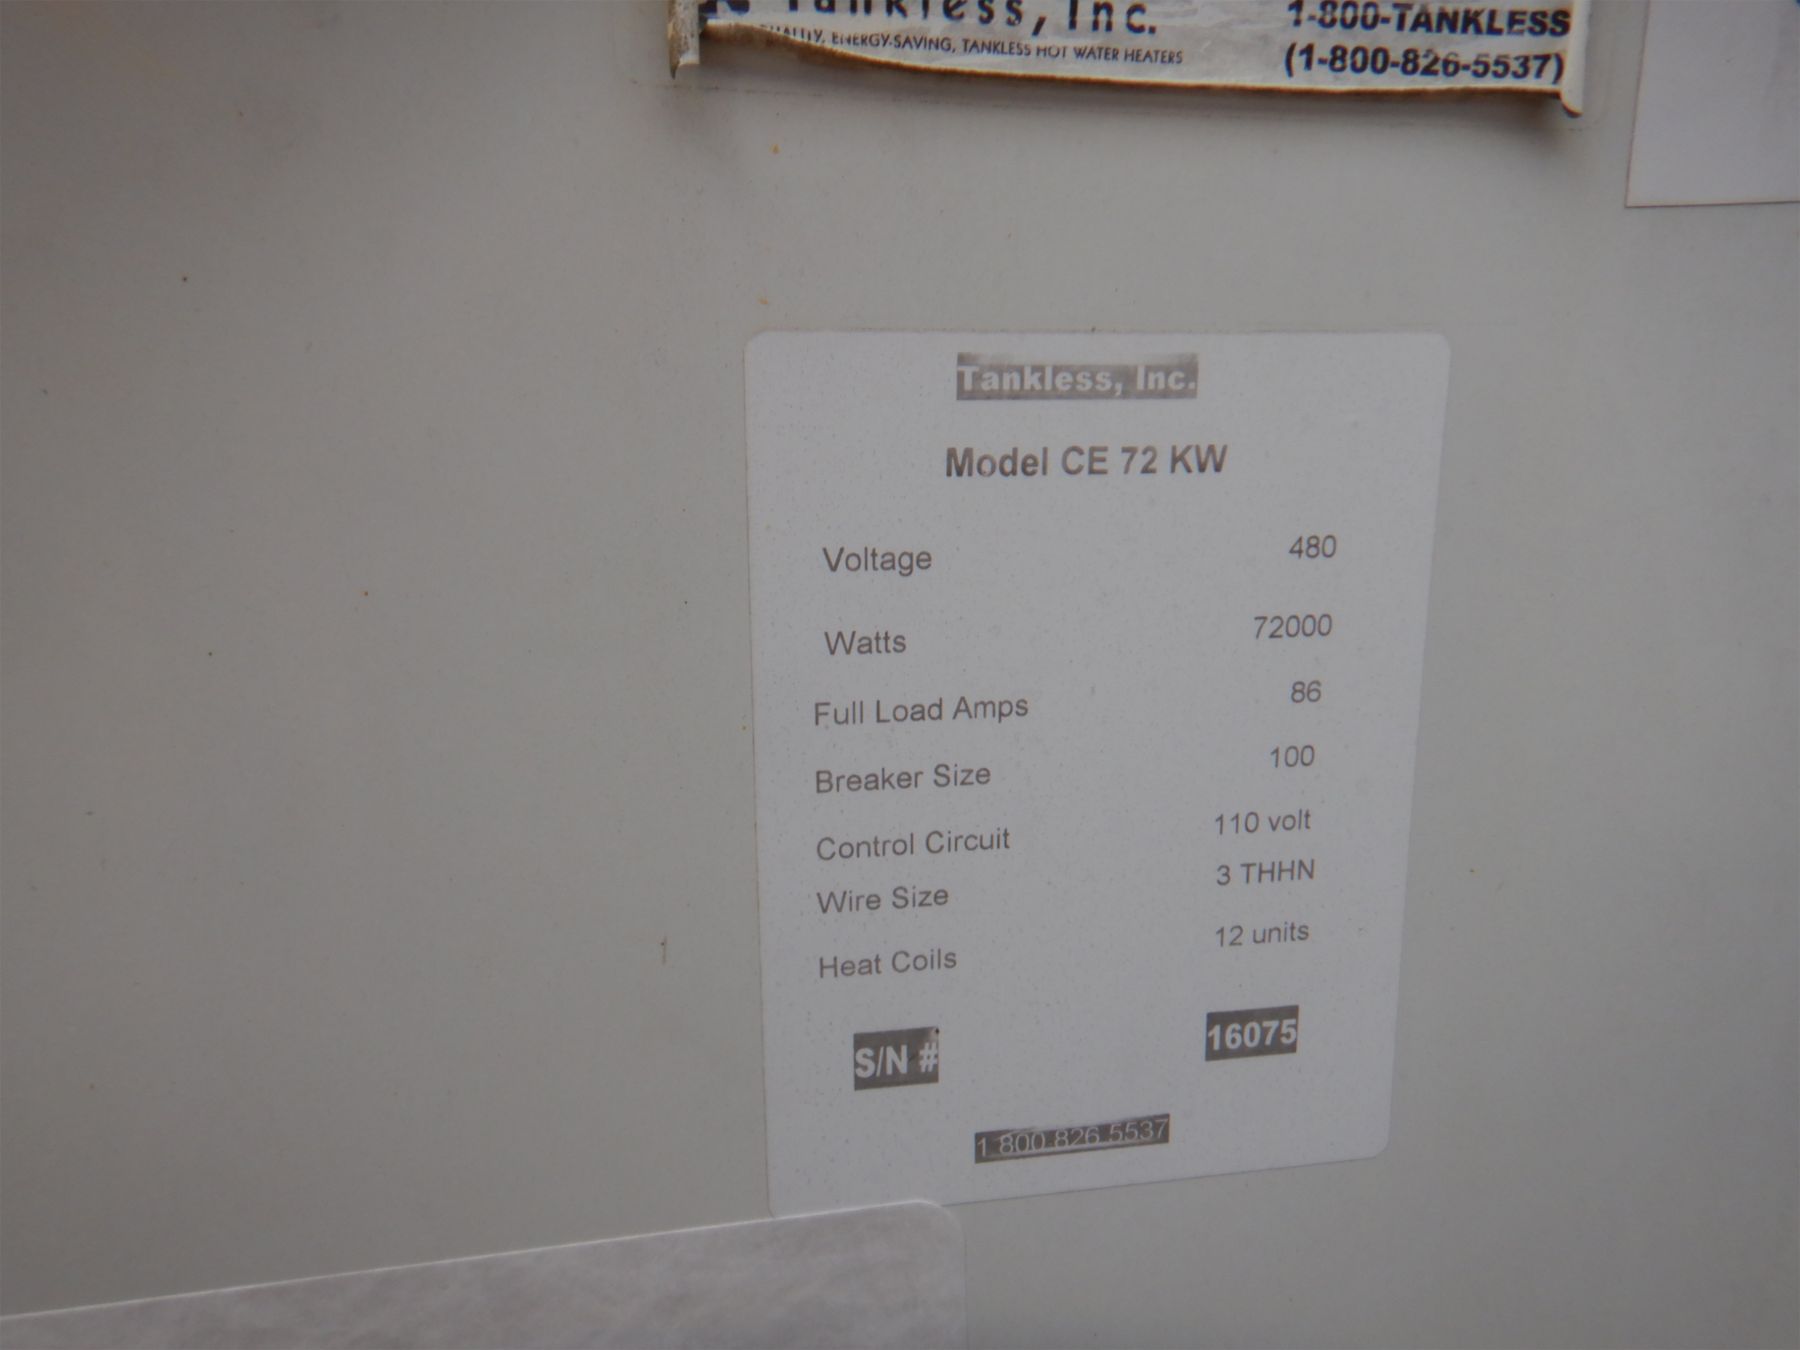 Tankless, Inc.
1-800-TANKLESS
ENERGY-SAVING, TANKLESS HOT WATER HEATERS
(1-800-826-5537)
Tankless, Inc.
Model CE 72 KW
Voltage 480
Watts 72000
Full Load Amps 86
Breaker Size 100
Control Circuit 110 volt
Wire Size 3 THHN
Heat Coils 12 units
S/N # 16075
1 800-826 5537